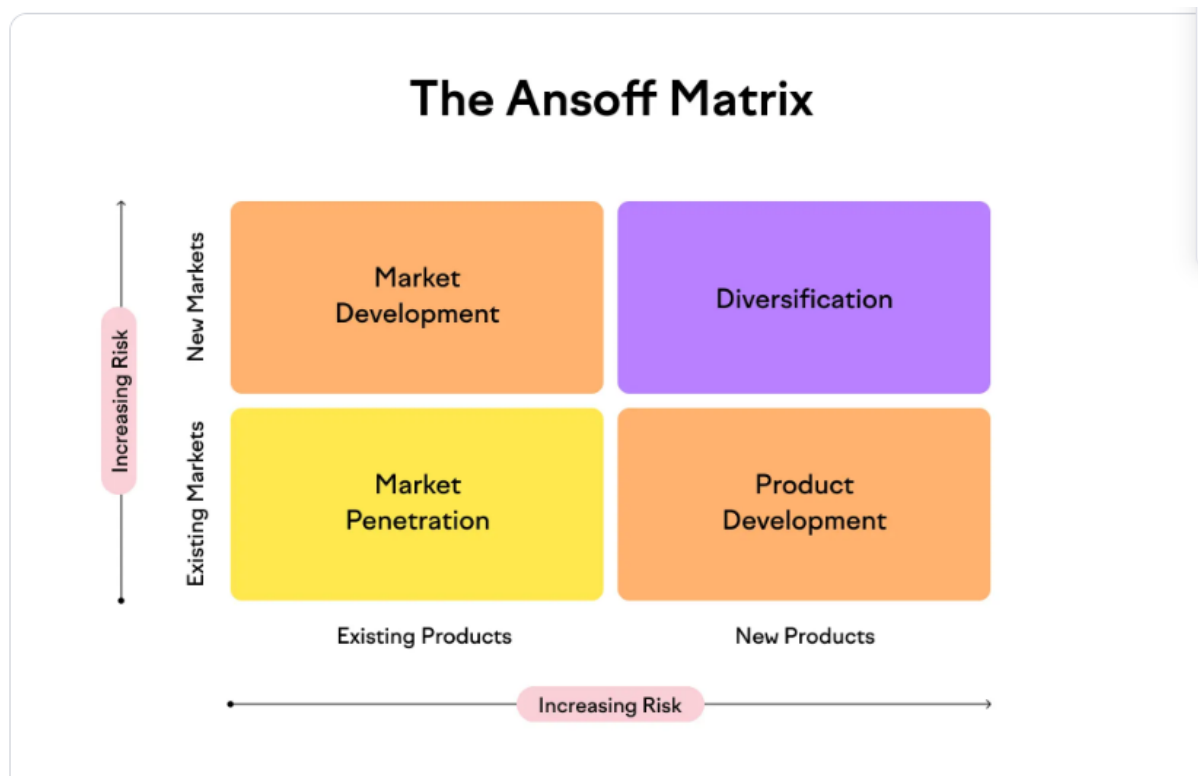 The Ansoff Matrix
Increasing Risk
New Markets
Market
Development
Diversification
Existing Markets
Market
Penetration
Product
Development
Existing Products
New Products
Increasing Risk